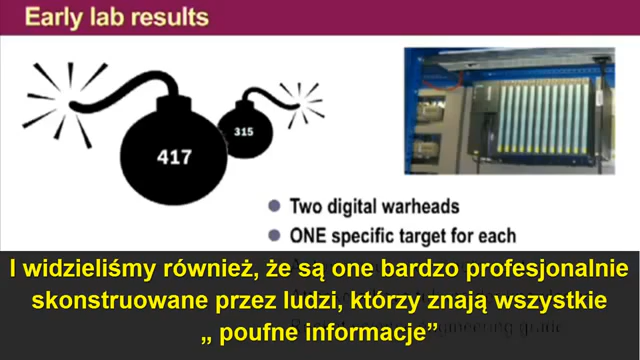 Early lab results
417
315
Two digital warheads
ONE specific target for each
I widzieliśmy również, że są one bardzo profesjonalnie
skonstruowane przez ludzi, którzy znają wszystkie
„ poufne informacje”